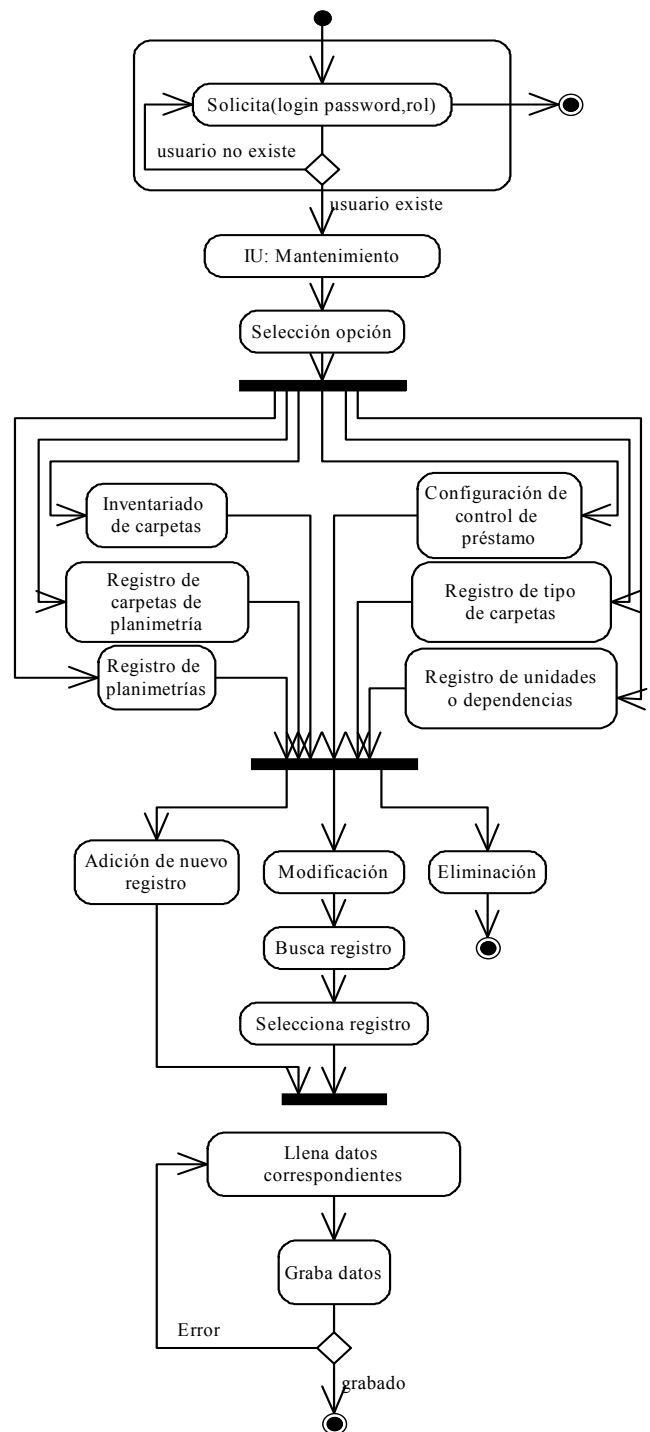 Solicita(login password,rol)
usuario no existe
usuario existe
IU: Mantenimiento
Selección opción
Inventariado
de carpetas
Configuración de
control de
préstamo
Registro de
carpetas de
planimetría
Registro de tipo
de carpetas
Registro de
planimetrías
Registro de unidades
o dependencias
Adición de nuevo
registro
Modificación
Eliminación
Busca registro
Selecciona registro
Llena datos
correspondientes
Graba datos
Error
grabado